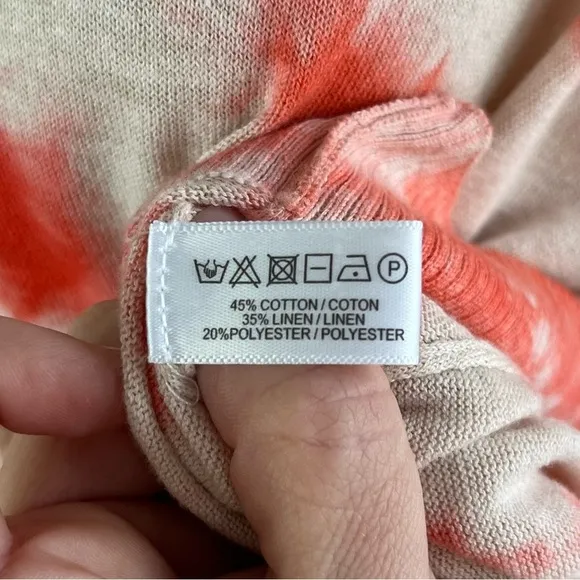 P
45% COTTON / COTON
35% LINEN / LINEN
20%POLYESTER / POLYESTER